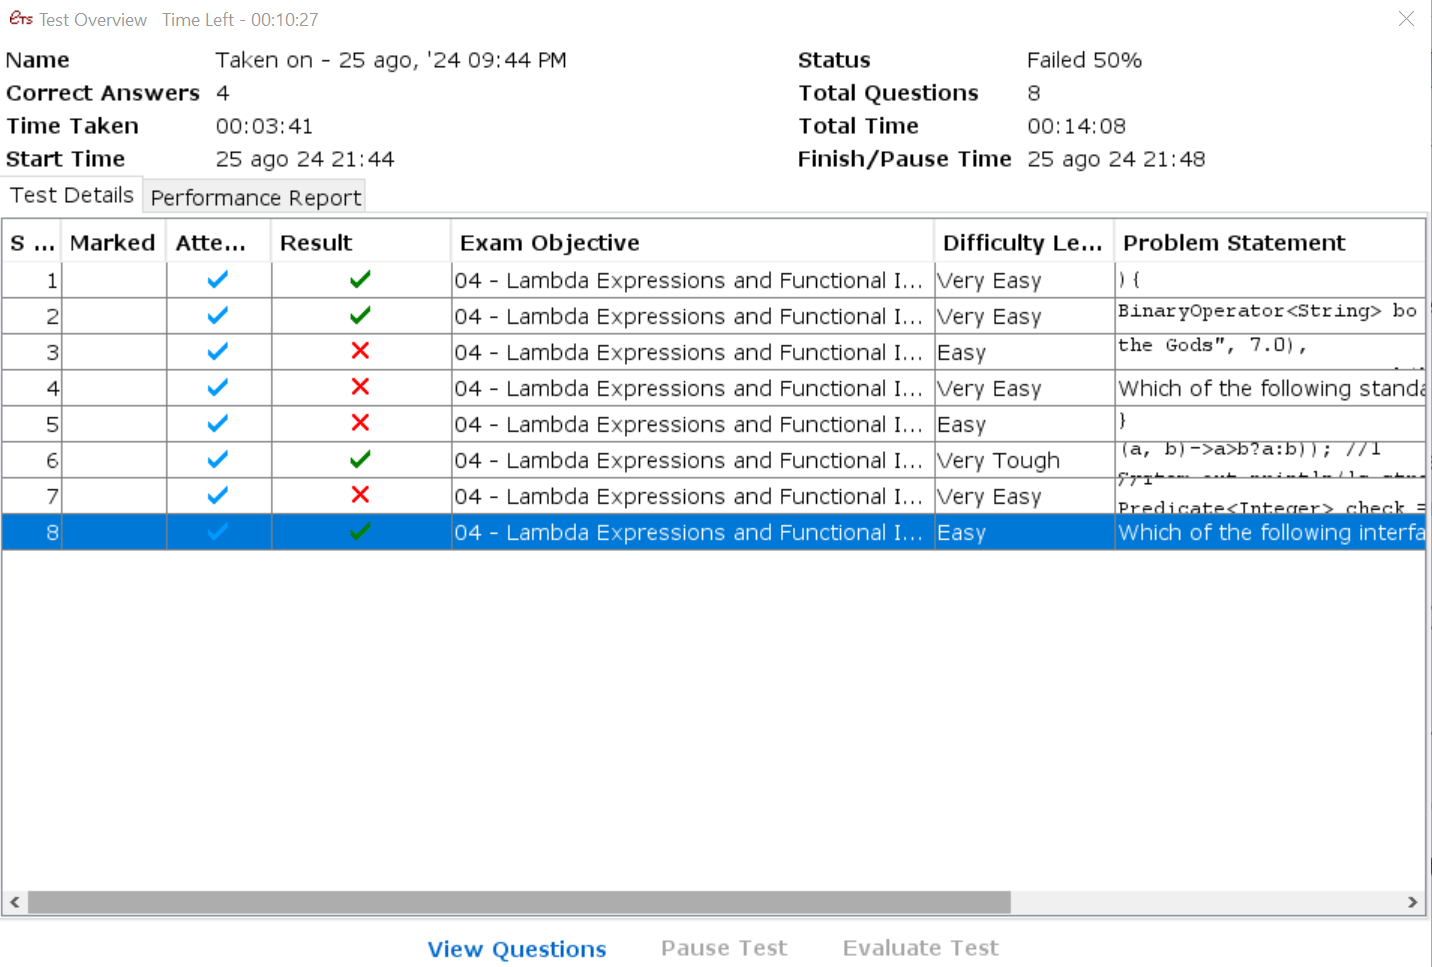 eTs Test Overview Time Left - 00:10:27
Name Taken on - 25 ago, '24 09:44 PM Status Failed 50%
Correct Answers 4 Total Questions 8
Time Taken 00:03:41 Total Time 00:14:08
Start Time 25 ago 24 21:44 Finish/Pause Time 25 ago 24 21:48
Test Details Performance Report
S ... Marked Atte... Result Exam Objective Difficulty Le... Problem Statement
1 04 - Lambda Expressions and Functional I... Very Easy ) {
2 04 - Lambda Expressions and Functional I... Very Easy BinaryOperator<String> bo
3 04 - Lambda Expressions and Functional I... Easy the Gods", 7.0),
4 04 - Lambda Expressions and Functional I... Very Easy Which of the following standa
5 04 - Lambda Expressions and Functional I... Easy }
6 04 - Lambda Expressions and Functional I... Very Tough (a, b)->a>b?a:b)); //1
7 04 - Lambda Expressions and Functional I... Very Easy Predicate<Integer> check =
8 04 - Lambda Expressions and Functional I... Easy Which of the following interfa
View Questions Pause Test Evaluate Test